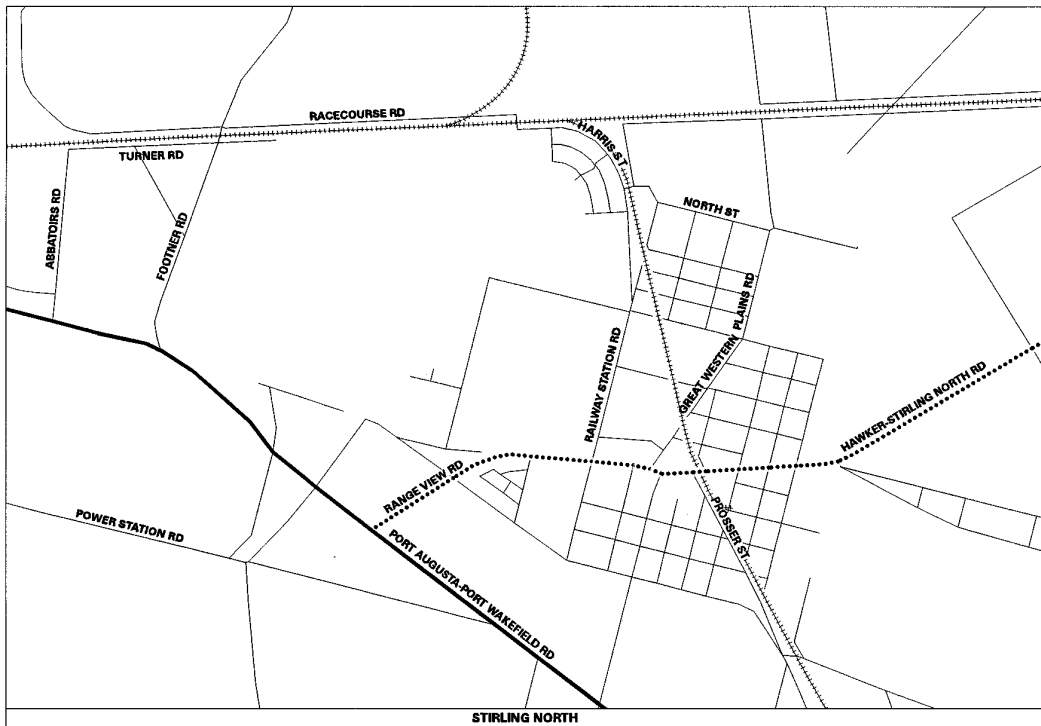 RACECOURSE RD
TURNER RD
HARRIS ST
ABBATOIRS RD
FOOTNER RD
NORTH ST
GREAT WESTERN PLAINS RD
RAILWAY STATION RD
HAWKER-STIRLING NORTH RD
RANGE VIEW RD
POWER STATION RD
PROSSER ST
PORT AUGUSTA-PORT WAKEFIELD RD
STIRLING NORTH